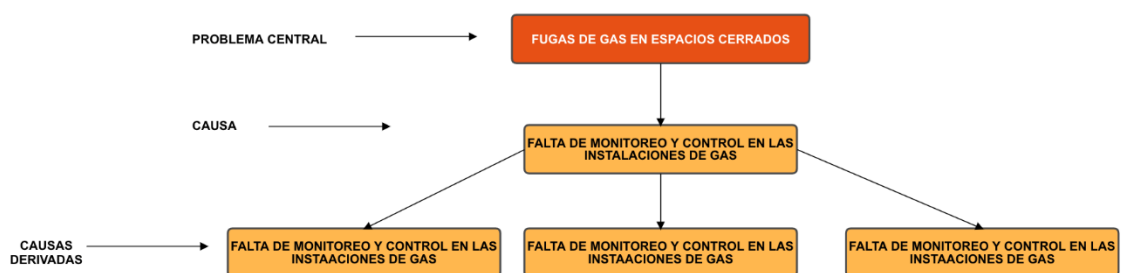 PROBLEMA CENTRAL
FUGAS DE GAS EN ESPACIOS CERRADOS
CAUSA
FALTA DE MONITOREO Y CONTROL EN LAS
INSTALACIONES DE GAS
CAUSAS
DERIVADAS
FALTA DE MONITOREO Y CONTROL EN LAS
INSTAACIONES DE GAS
FALTA DE MONITOREO Y CONTROL EN LAS
INSTAACIONES DE GAS
FALTA DE MONITOREO Y CONTROL EN LAS
INSTAACIONES DE GAS